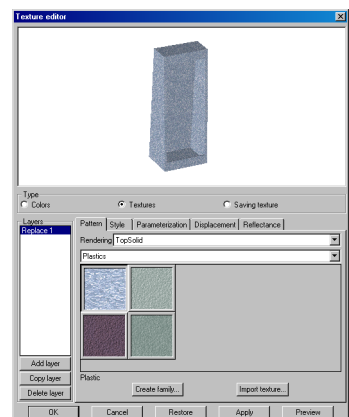 Texture editor
Type
Colors
Textures
Saving texture
Layers
Replace 1
Pattern Style Parameterization Displacement Reflectance
Rendering TopSolid
Plastics
Add layer
Copy layer
Delete layer
Plastic
Create family...
Import texture...
OK Cancel Restore Apply Preview